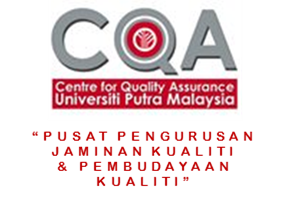 CQA
Centre for Quality Assurance
Universiti Putra Malaysia
“PUSAT PENGURUSAN
JAMINAN KUALITI
& PEMBUDAYAAN
KUALITI”